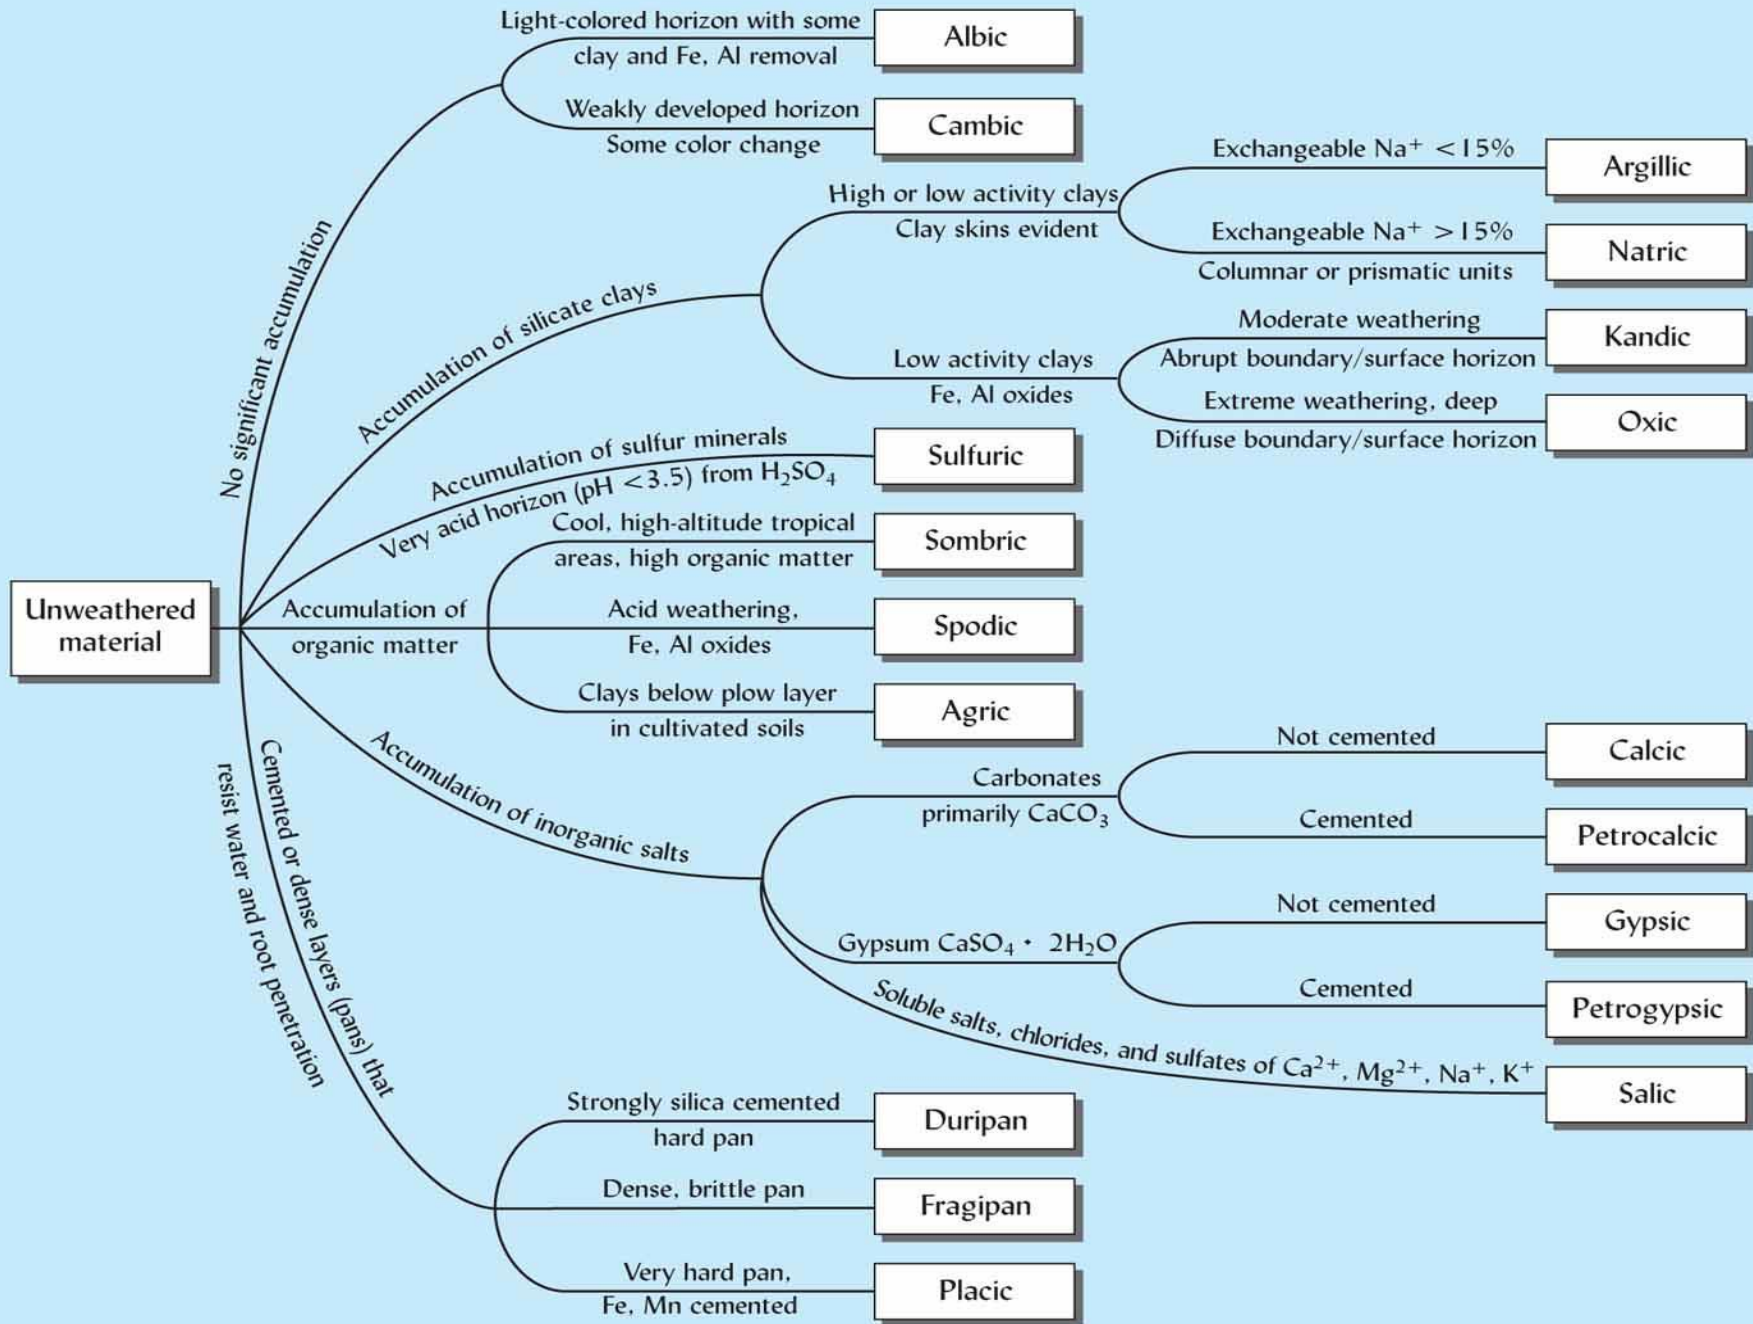 Light-colored horizon with some
clay and Fe, Al removal
Albic
Weakly developed horizon
Some color change
Cambic
No significant accumulation
Accumulation of silicate clays
High or low activity clays
Clay skins evident
Exchangeable Na+ <15%
Argillic
Exchangeable Na+ >15%
Columnar or prismatic units
Natric
Low activity clays
Fe, Al oxides
Moderate weathering
Abrupt boundary/surface horizon
Kandic
Extreme weathering, deep
Diffuse boundary/surface horizon
Oxic
Accumulation of sulfur minerals
Very acid horizon (pH <3.5) from H₂SO₄
Sulfuric
Unweathered
material
Accumulation of
organic matter
Cool, high-altitude tropical
areas, high organic matter
Sombric
Acid weathering,
Fe, Al oxides
Spodic
Clays below plow layer
in cultivated soils
Agric
Accumulation of inorganic salts
Carbonates
primarily CaCO₃
Not cemented
Calcic
Cemented
Petrocalcic
Gypsum CaSO₄ · 2H₂O
Not cemented
Gypsic
Cemented
Petrogypsic
Soluble salts, chlorides, and sulfates of Ca²⁺, Mg²⁺, Na⁺, K⁺
Salic
Cemented or dense layers (pans) that
resist water and root penetration
Strongly silica cemented
hard pan
Duripan
Dense, brittle pan
Fragipan
Very hard pan,
Fe, Mn cemented
Placic